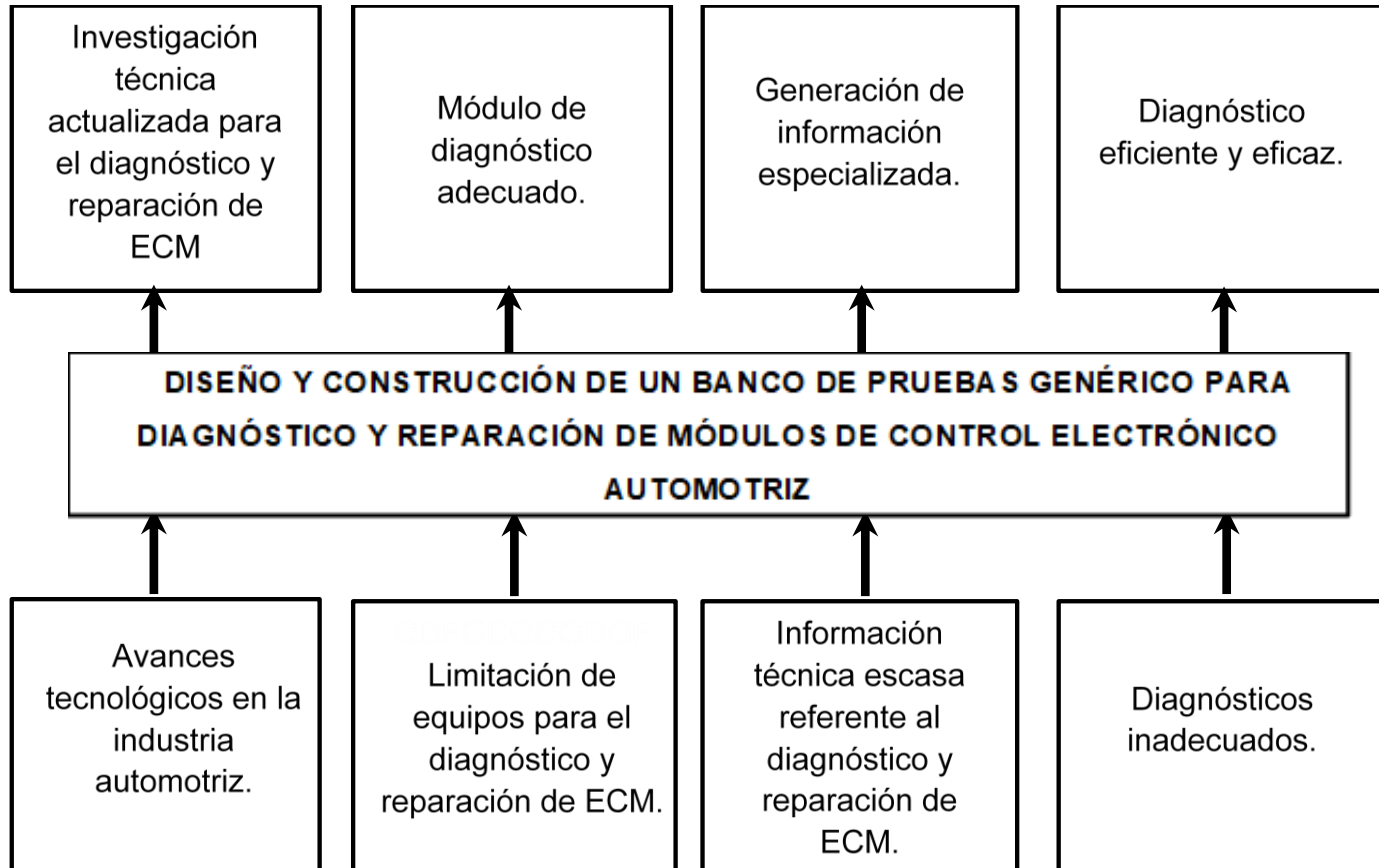 Investigación
técnica
actualizada para
el diagnóstico y
reparación de
ECM
Módulo de
diagnóstico
adecuado.
Generación de
información
especializada.
Diagnóstico
eficiente y eficaz.
DISEÑO Y CONSTRUCCIÓN DE UN BANCO DE PRUEBAS GENÉRICO PARA
DIAGNÓSTICO Y REPARACIÓN DE MÓDULOS DE CONTROL ELECTRÓNICO
AUTOMOTRIZ
Avances
tecnológicos en la
industria
automotriz.
Limitación de
equipos para el
diagnóstico y
reparación de ECM.
Información
técnica escasa
referente al
diagnóstico y
reparación de
ECM.
Diagnósticos
inadecuados.